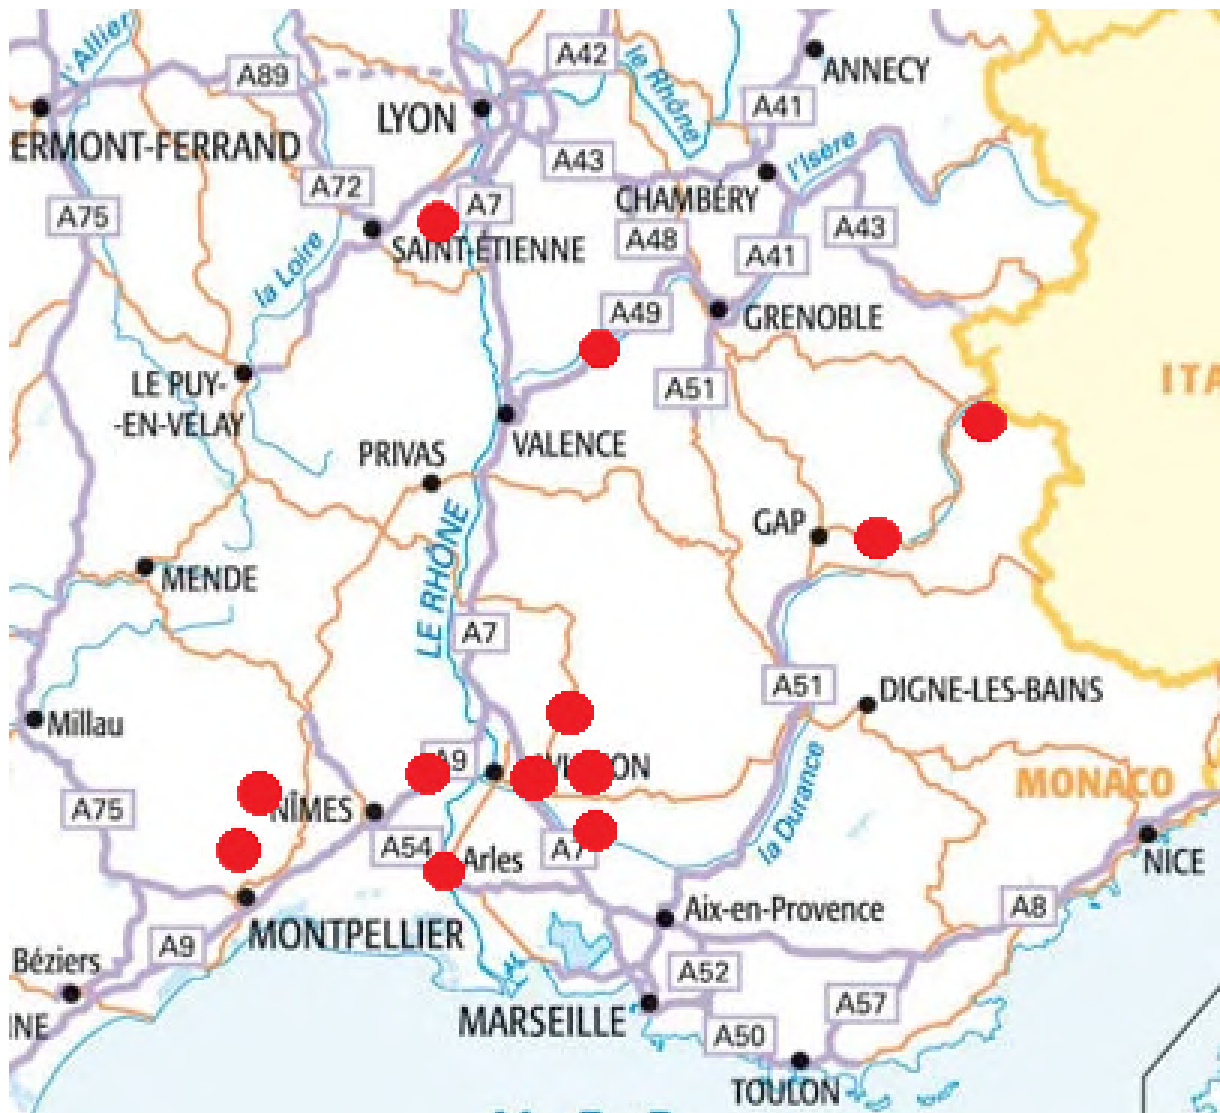 l'Allier
A89
A42
le Rhône
ANNECY
LYON
A41
ERMONT-FERRAND
A43
l'Isère
A72
A7
CHAMBÉRY
A75
A48
A43
SAINT-ÉTIENNE
A41
la Loire
A49
GRENOBLE
LE PUY-
-EN-VELAY
A51
ITA
PRIVAS
VALENCE
GAP
LE RHÔNE
MENDE
A7
A51
DIGNE-LES-BAINS
Millau
A9
ON
MONACO
A75
NÎMES
la Durance
A54
A7
Arles
NICE
MONTPELLIER
Aix-en-Provence
A8
A9
Béziers
A52
NE
MARSEILLE
A57
A50
TOULON